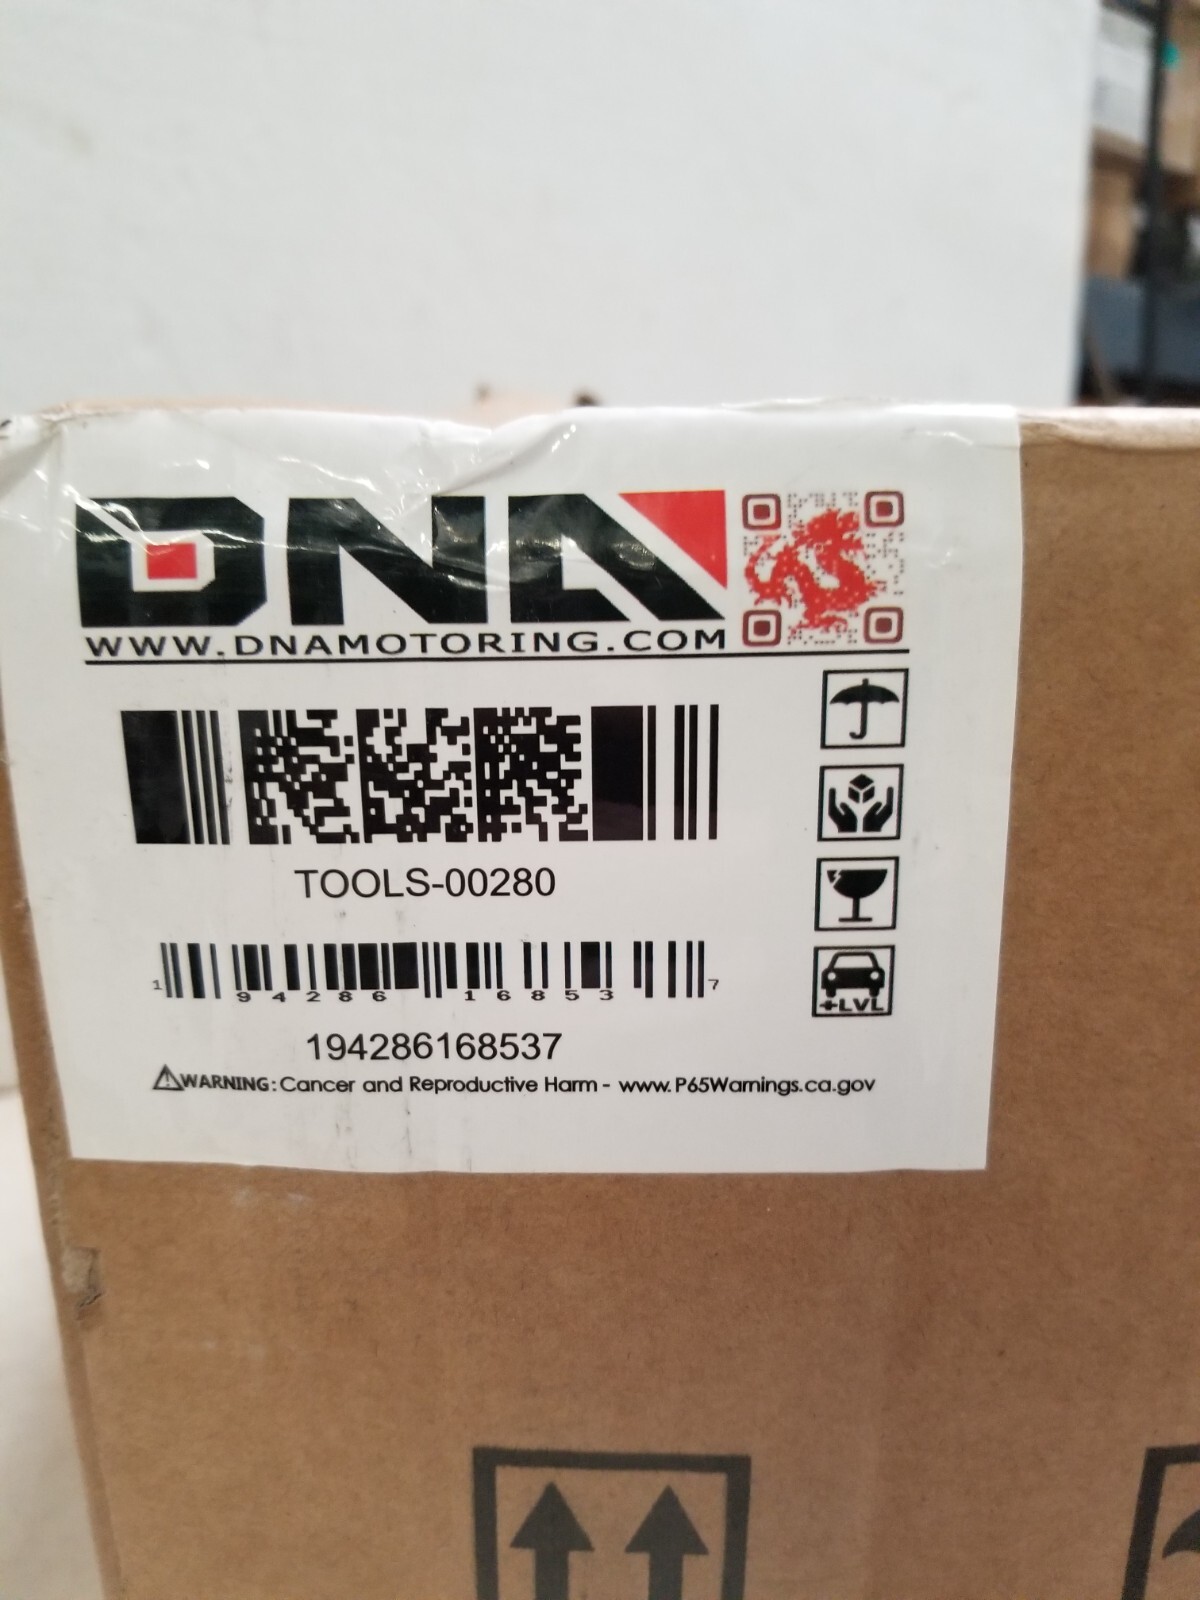 DNA
WWW.DNAMOTORING.COM
TOOLS-00280
1 94286 16853 7
194286168537
+LVL
WARNING: Cancer and Reproductive Harm - www.P65Warnings.ca.gov